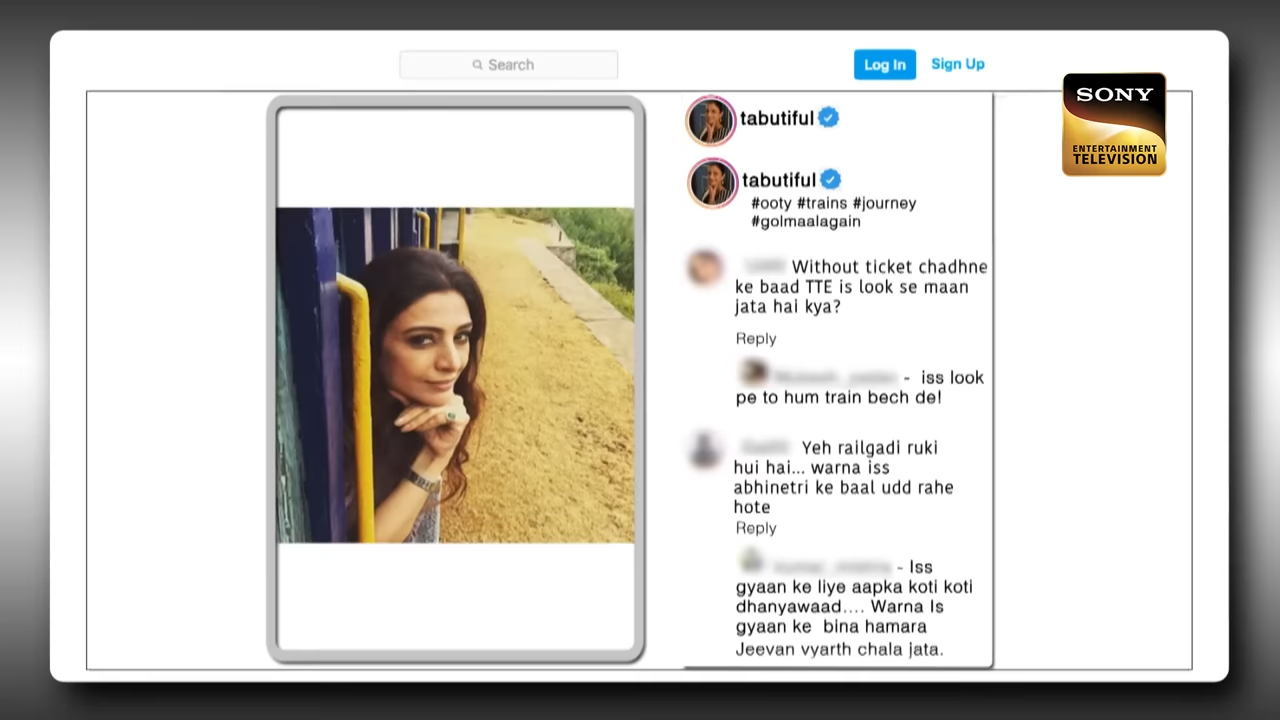 Search
Log In
Sign Up
SONY
ENTERTAINMENT
TELEVISION
tabutiful
tabutiful
#ooty #trains #journey
#golmaalagain
Without ticket chadhne
ke baad TTE is look se maan
jata hai kya?
Reply
- iss look
pe to hum train bech de!
Yeh railgadi ruki
hui hai... warna iss
abhinetri ke baal udd rahe
hote
Reply
- Iss
gyaan ke liye aapka koti koti
dhanyawaad.... Warna Is
gyaan ke bina hamara
Jeevan vyarth chala jata.